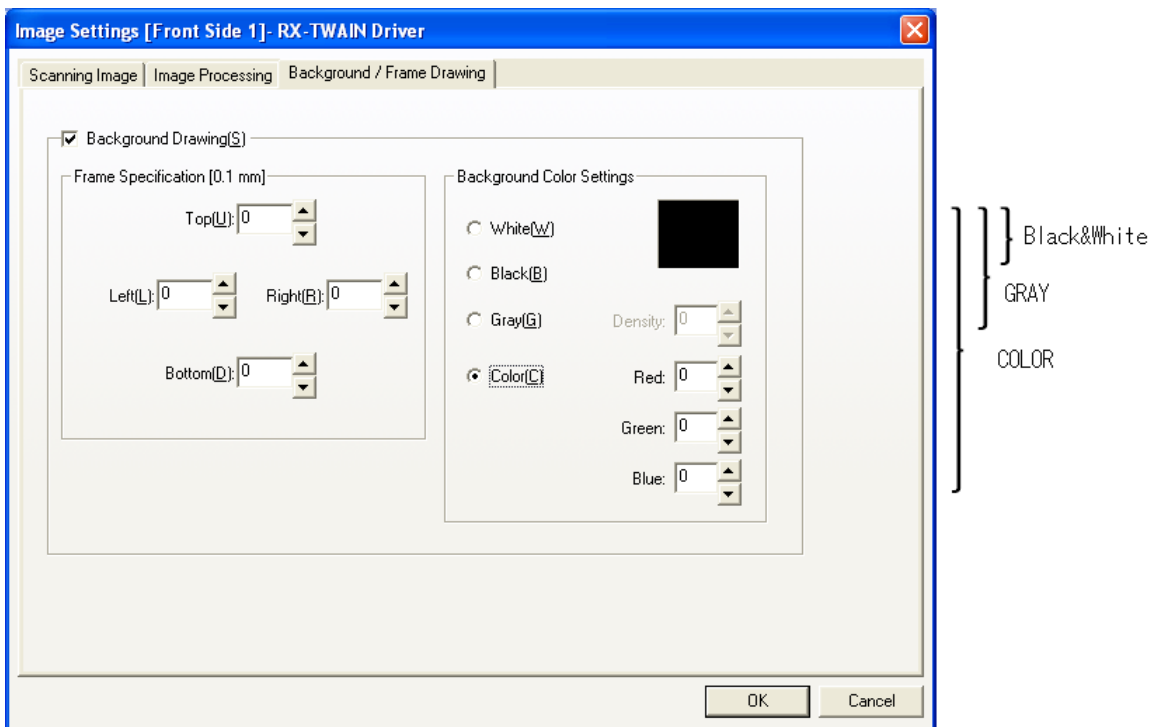 Image Settings [Front Side 1]- RX-TWAIN Driver
Scanning Image Image Processing Background / Frame Drawing
Background Drawing(S)
Frame Specification [0.1 mm]
Top(U): 0
Left(L): 0 Right(R): 0
Bottom(D): 0
Background Color Settings
White(W)
Black(B)
Gray(G) Density: 0
Color(C) Red: 0
Green: 0
Blue: 0
Black&White
GRAY
COLOR
OK Cancel